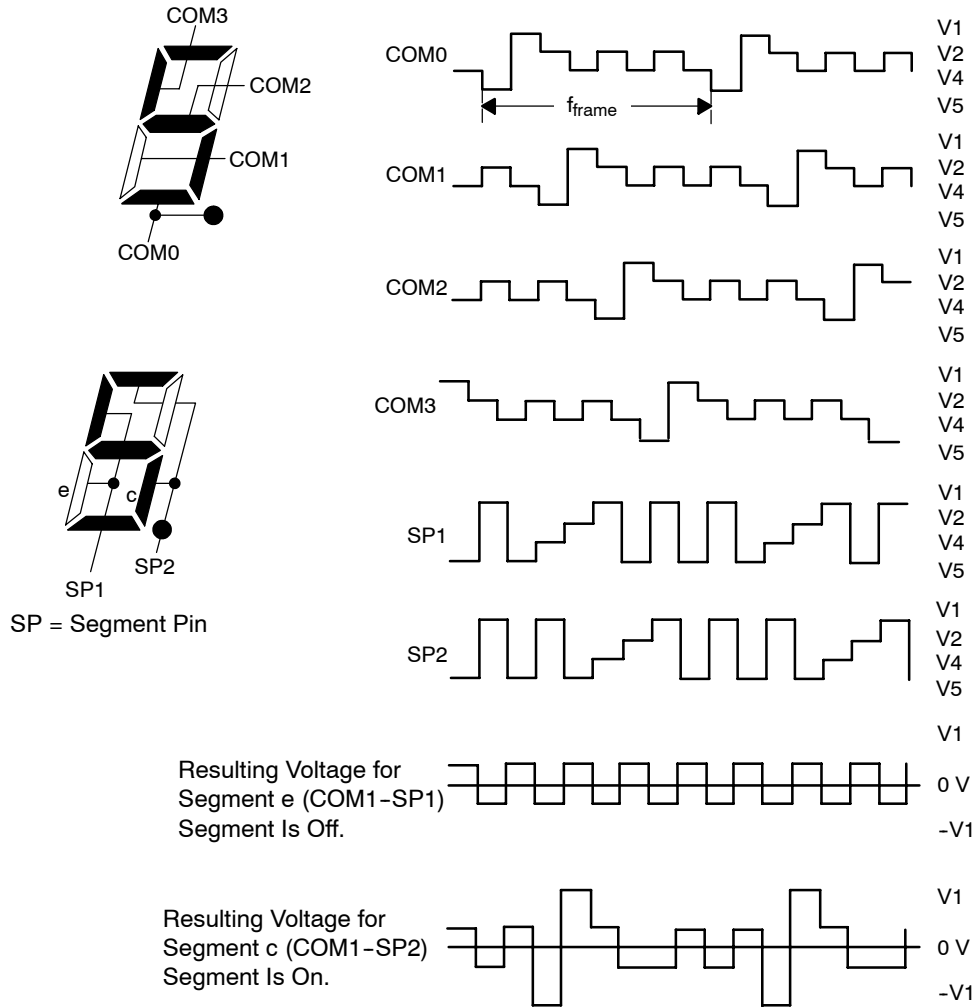 COM3
COM2
COM1
COM0
COM0
V1
V2
V4
V5
fframe
COM1
V1
V2
V4
V5
COM2
V1
V2
V4
V5
COM3
V1
V2
V4
V5
e
c
SP1
SP2
SP = Segment Pin
SP1
V1
V2
V4
V5
SP2
V1
V2
V4
V5
Resulting Voltage for
Segment e (COM1-SP1)
Segment Is Off.
V1
0 V
-V1
Resulting Voltage for
Segment c (COM1-SP2)
Segment Is On.
V1
0 V
-V1